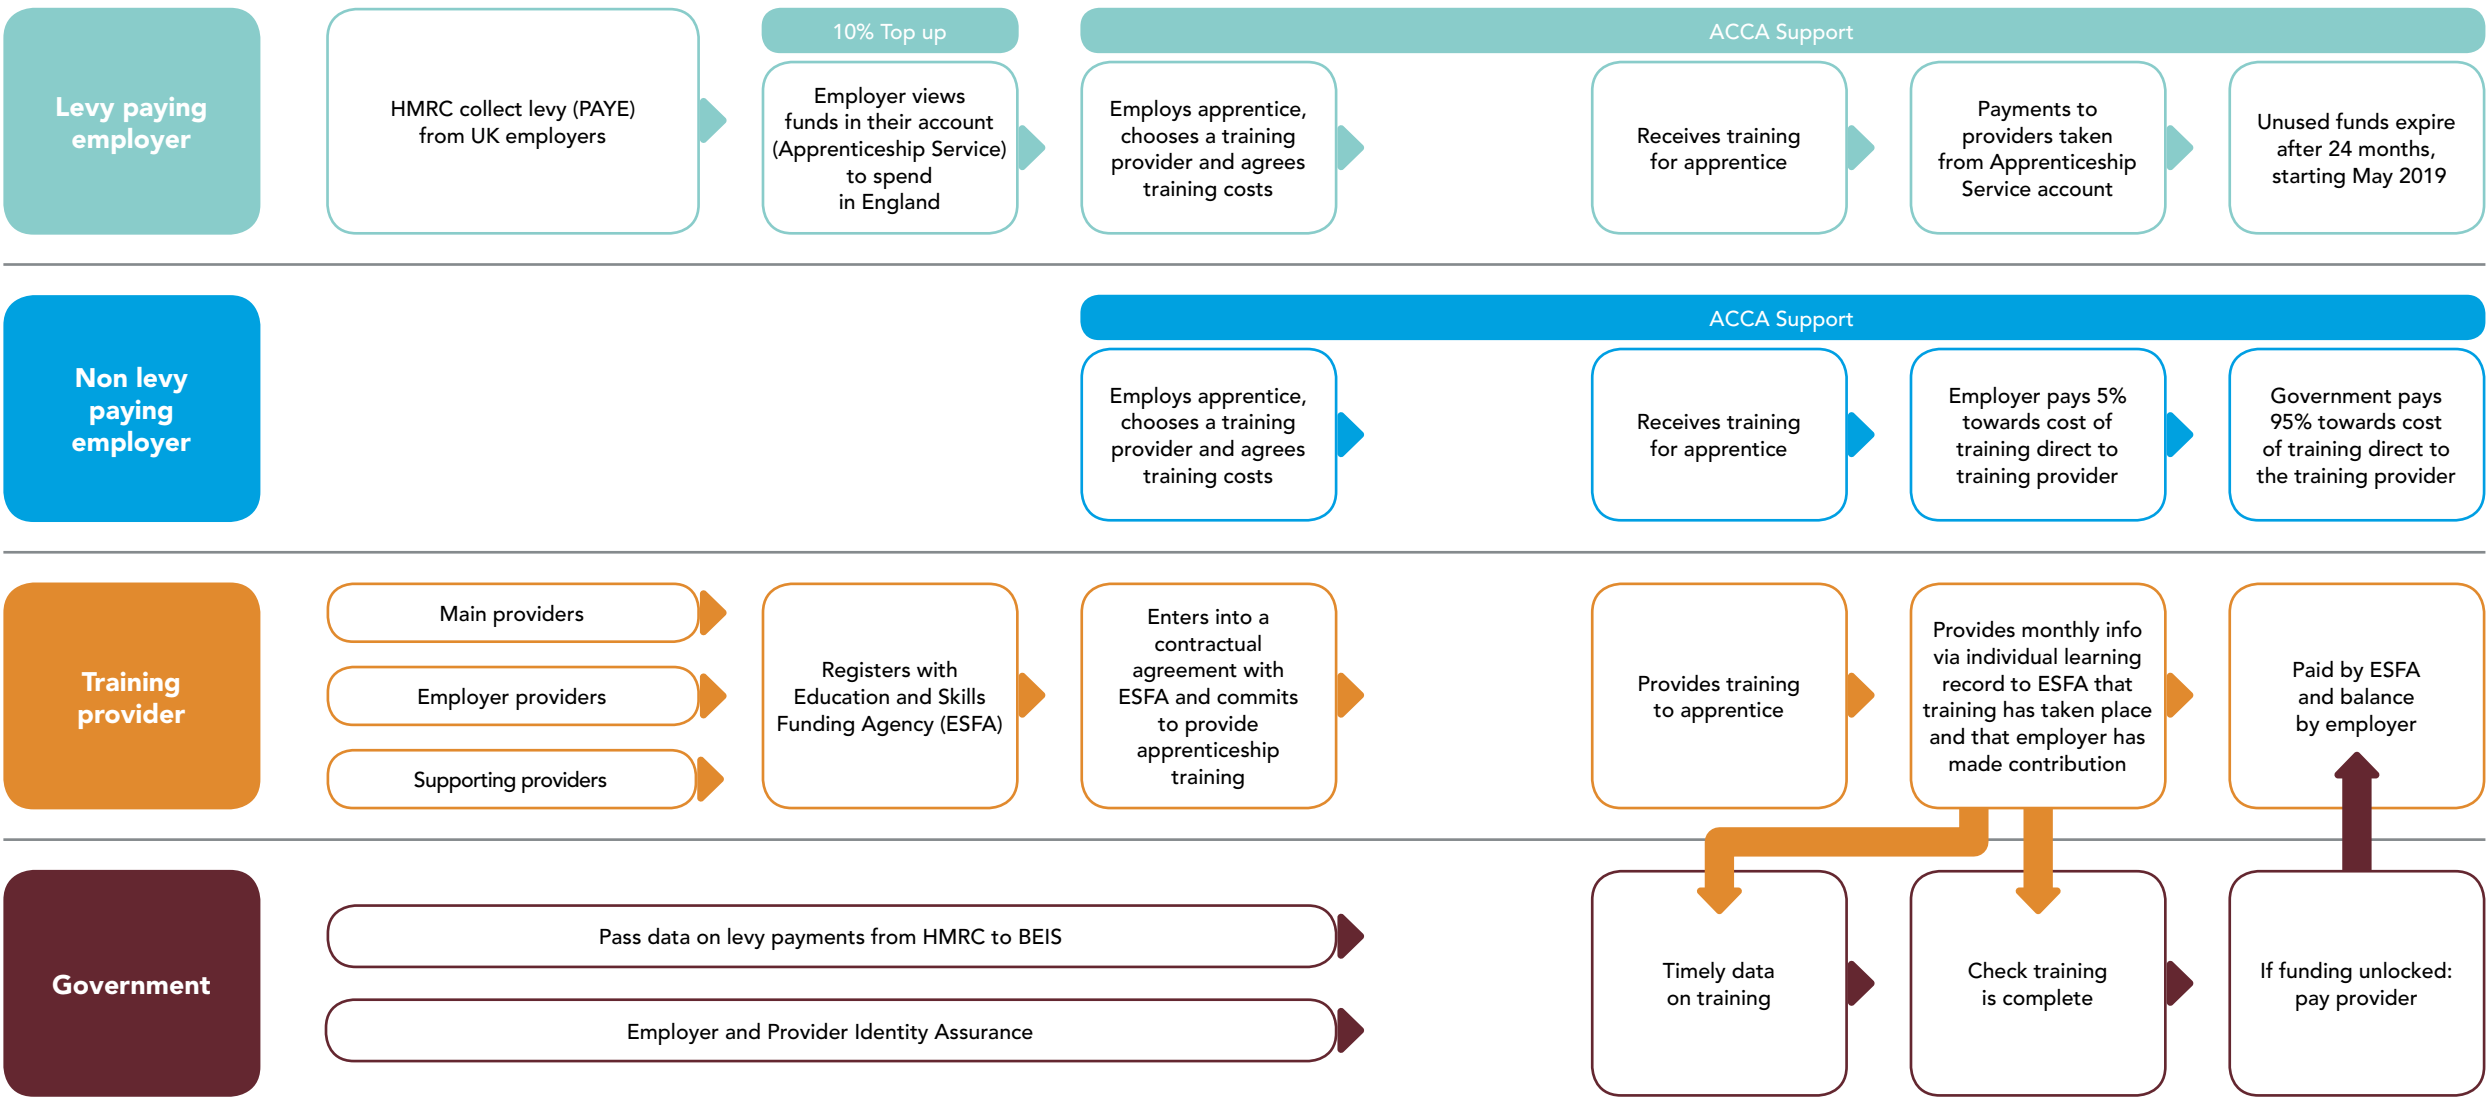 Levy paying
employer
HMRC collect levy (PAYE)
from UK employers
10% Top up
Employer views
funds in their account
(Apprenticeship Service)
to spend
in England
ACCA Support
Employs apprentice,
chooses a training
provider and agrees
training costs
Receives training
for apprentice
Payments to
providers taken
from Apprenticeship
Service account
Unused funds expire
after 24 months,
starting May 2019
Non levy
paying
employer
ACCA Support
Employs apprentice,
chooses a training
provider and agrees
training costs
Receives training
for apprentice
Employer pays 5%
towards cost of
training direct to
training provider
Government pays
95% towards cost
of training direct to
the training provider
Training
provider
Main providers
Employer providers
Supporting providers
Registers with
Education and Skills
Funding Agency (ESFA)
Enters into a
contractual
agreement with
ESFA and commits
to provide
apprenticeship
training
Provides training
to apprentice
Provides monthly info
via individual learning
record to ESFA that
training has taken place
and that employer has
made contribution
Paid by ESFA
and balance
by employer
Government
Pass data on levy payments from HMRC to BEIS
Employer and Provider Identity Assurance
Timely data
on training
Check training
is complete
If funding unlocked:
pay provider